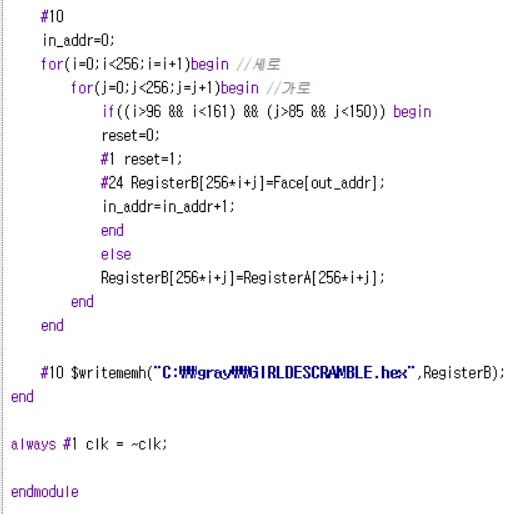 #10
in_addr=0;
for(i=0;i<256;i=i+1)begin //세로
for(j=0;j<256;j=j+1)begin //가로
if((i>96 && i<161) && (j>85 && j<150)) begin
reset=0;
#1 reset=1;
#24 RegisterB[256*i+j]=Face[out_addr];
in_addr=in_addr+1;
end
else
RegisterB[256*i+j]=RegisterA[256*i+j];
end
end
#10 $writememh("C:₩₩gray₩₩GIRLDESCRAMBLE.hex",RegisterB);
end
always #1 clk = ~clk;
endmodule